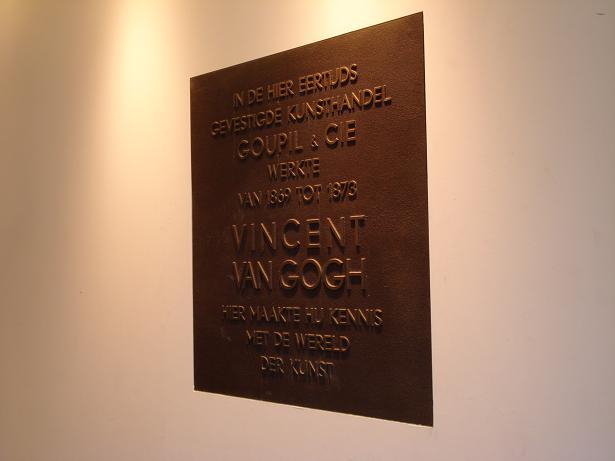 IN DE HIER EERTIJDS
GEVESTIGDE KUNSTHANDEL
GOUPIL & CIE
WERKTE
VAN 1869 TOT 1873
VINCENT
VAN GOGH
HIER MAAKTE HIJ KENNIS
MET DE WERELD
DER KUNST